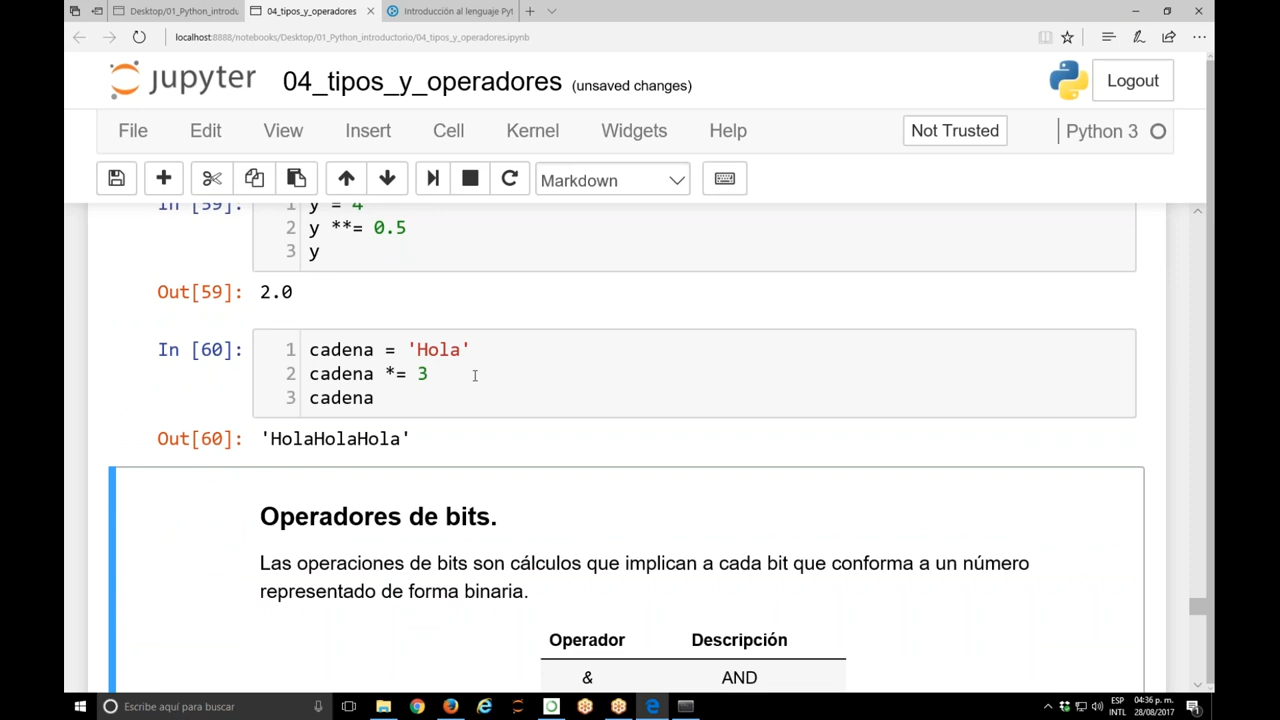 Desktop/01_Python_introdu
04_tipos_y_operadores
Introducción al lenguaje Pyt
localhost:8888/notebooks/Desktop/01_Python_introductorio/04_tipos_y_operadores.ipynb
jupyter
04_tipos_y_operadores (unsaved changes)
Logout
File Edit View Insert Cell Kernel Widgets Help
Not Trusted
Python 3
Markdown
In [59]:
1 y = 4
2 y **= 0.5
3 y
Out[59]: 2.0
In [60]:
1 cadena = 'Hola'
2 cadena *= 3
3 cadena
Out[60]: 'HolaHolaHola'
Operadores de bits.
Las operaciones de bits son cálculos que implican a cada bit que conforma a un número
representado de forma binaria.
Operador Descripción
& AND
Escribe aquí para buscar
ESP
INTL
04:36 p. m.
28/08/2017
1